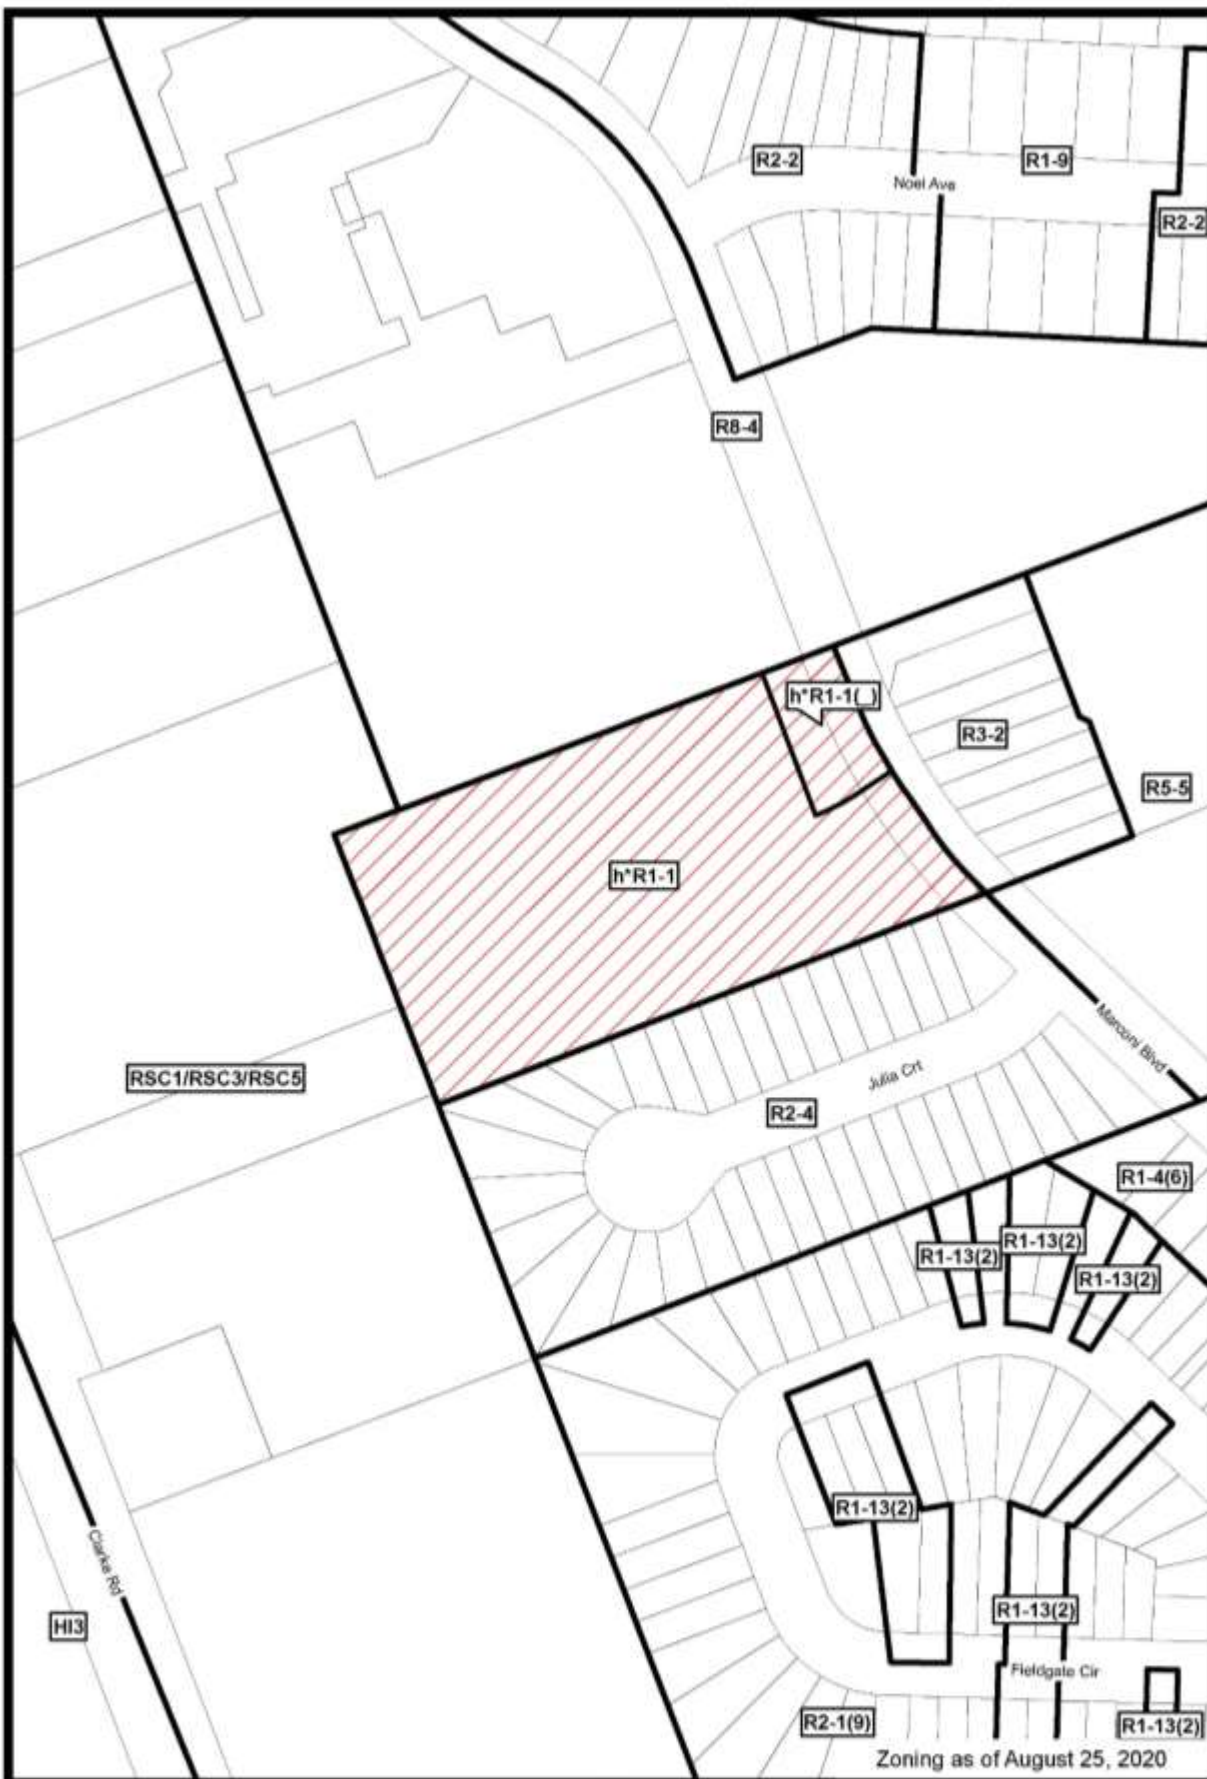 R2-2
R1-9
Noel Ave
R2-2
R8-4
h*R1-1(_)
R3-2
R5-5
h*R1-1
Marconi Blvd
RSC1/RSC3/RSC5
Julia Crt
R2-4
R1-4(6)
R1-13(2)
R1-13(2)
R1-13(2)
R1-13(2)
Clarke Rd
HI3
R1-13(2)
Fieldgate Cir
R2-1(9)
R1-13(2)
Zoning as of August 25, 2020